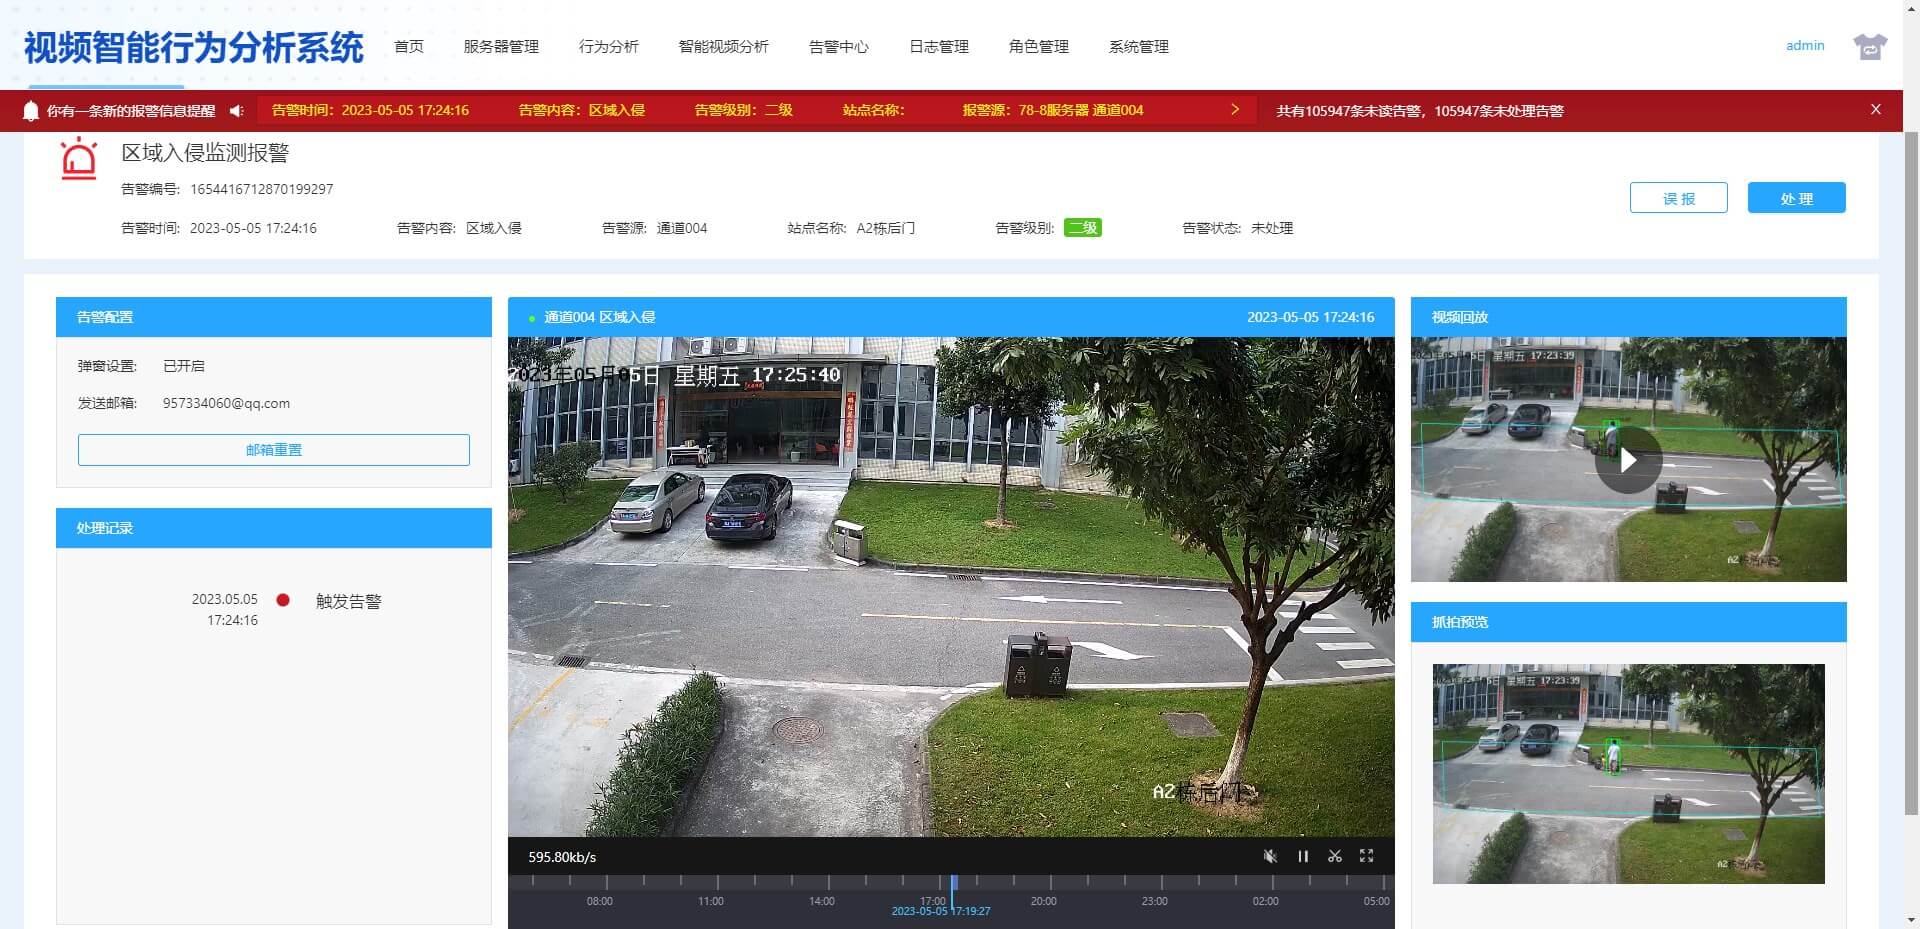 视频智能行为分析系统 首页 服务器管理 行为分析 智能视频分析 告警中心 日志管理 角色管理 系统管理 admin
你有一条新的报警信息提醒 告警时间：2023-05-05 17:24:16 告警内容：区域入侵 告警级别：二级 站点名称： 报警源：78-8服务器 通道004 共有105947条未读告警，105947条未处理告警 X
区域入侵监测报警
告警编号: 1654416712870199297
误 报 处 理
告警时间: 2023-05-05 17:24:16 告警内容: 区域入侵 告警源: 通道004 站点名称: A2栋后门 告警级别: 二级 告警状态: 未处理
告警配置
弹窗设置: 已开启
发送邮箱: 957334060@qq.com
邮箱重置
处理记录
2023.05.05
17:24:16
触发告警
通道004 区域入侵 2023-05-05 17:24:16
2023年05月05日 星期五 17:25:40
A2栋后门
595.80kb/s
08:00 11:00 14:00 17:00 20:00 23:00 02:00 05:00
2023-05-05 17:19:27
视频回放
星期五 17:23:39
A2
抓拍预览
5日 星期五 17:23:39
A2